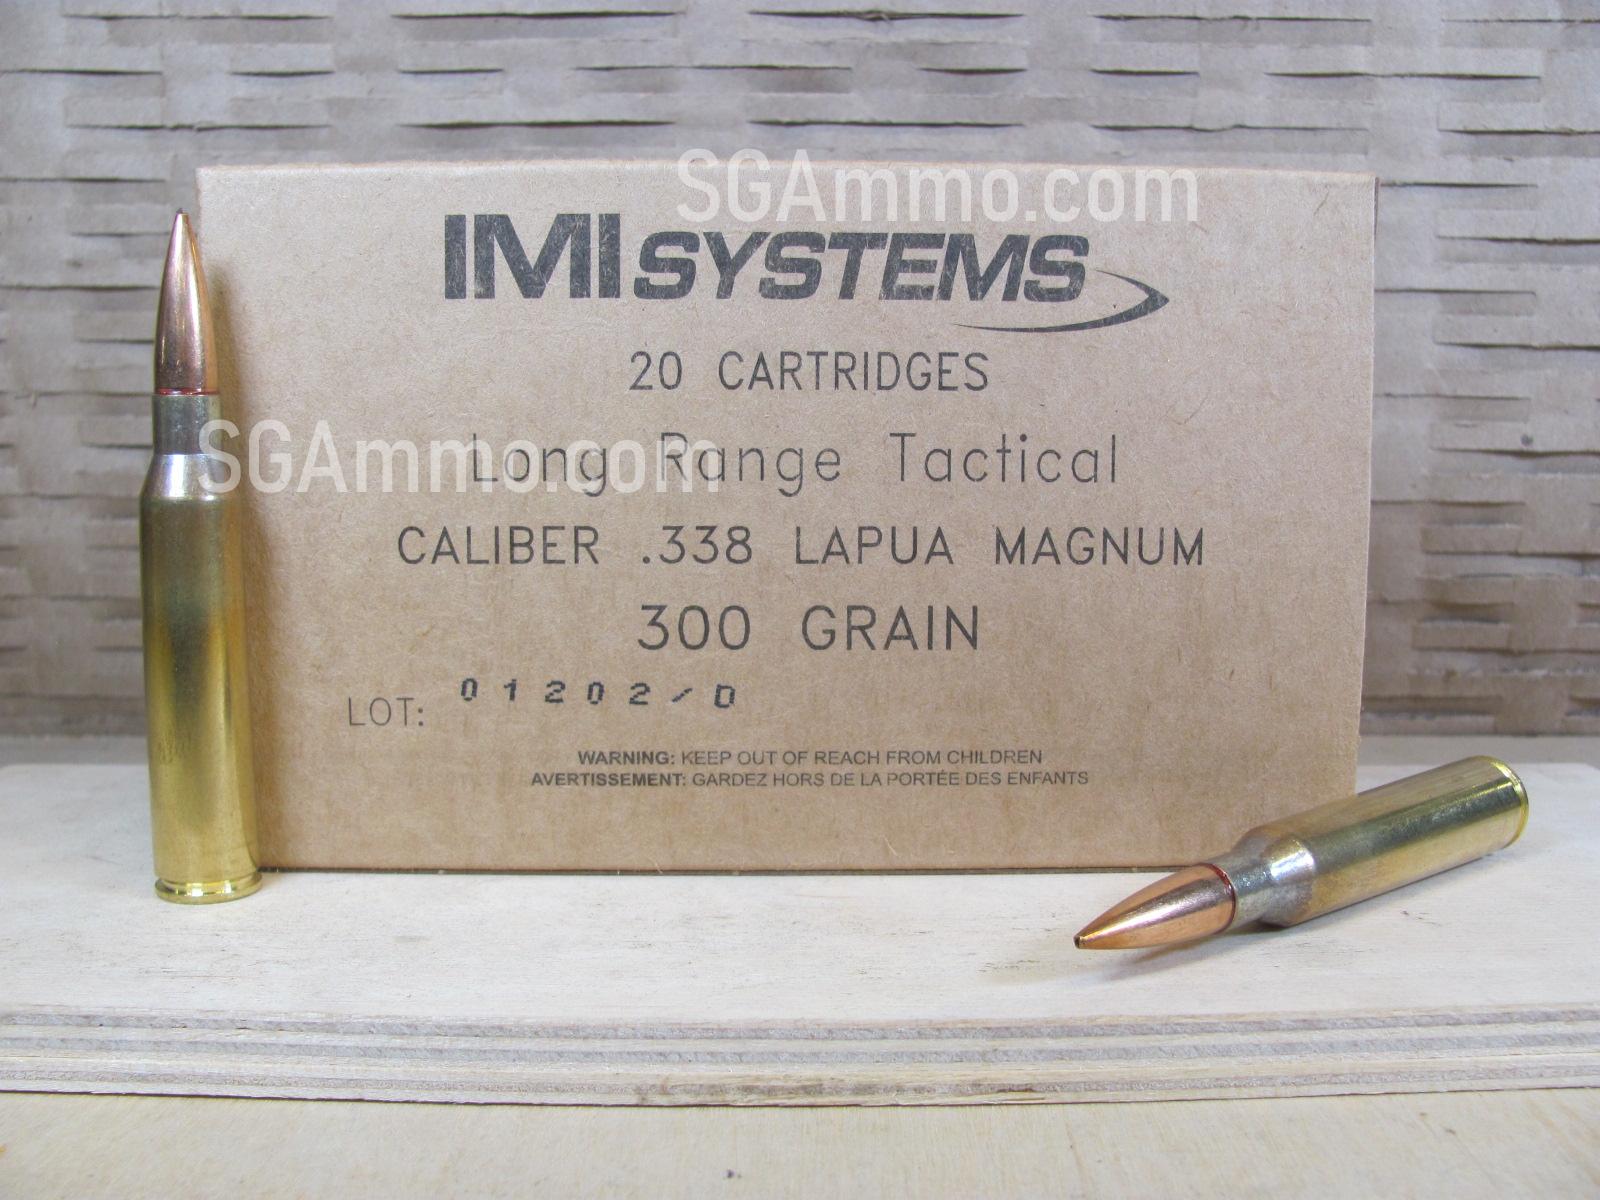 SGAmmo.com
IMI SYSTEMS
20 CARTRIDGES
SGAmmo.com
Long Range Tactical
CALIBER .338 LAPUA MAGNUM
300 GRAIN
LOT: 01202/D
WARNING: KEEP OUT OF REACH FROM CHILDREN
AVERTISSEMENT: GARDEZ HORS DE LA PORTÉE DES ENFANTS